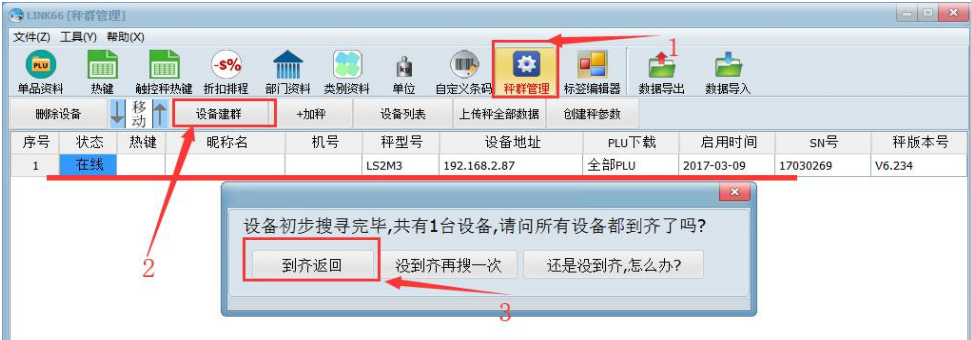 LINK66 [秤群管理]
文件(Z) 工具(Y) 帮助(X)
PLU -S%
单品资料 热键 触控秤热键 折扣排程 部门资料 类别资料 单位 自定义条码 秤群管理 标签编辑器 数据导出 数据导入
1
删除设备 移动 设备建群 +加秤 设备列表 上传秤全部数据 创建秤参数
序号 状态 热键 昵称名 机号 秤型号 设备地址 PLU下载 启用时间 SN号 秤版本号
1 在线 LS2M3 192.168.2.87 全部PLU 2017-03-09 17030269 V6.234
设备初步搜寻完毕,共有1台设备,请问所有设备都到齐了吗?
到齐返回 没到齐再搜一次 还是没到齐,怎么办?
2
3